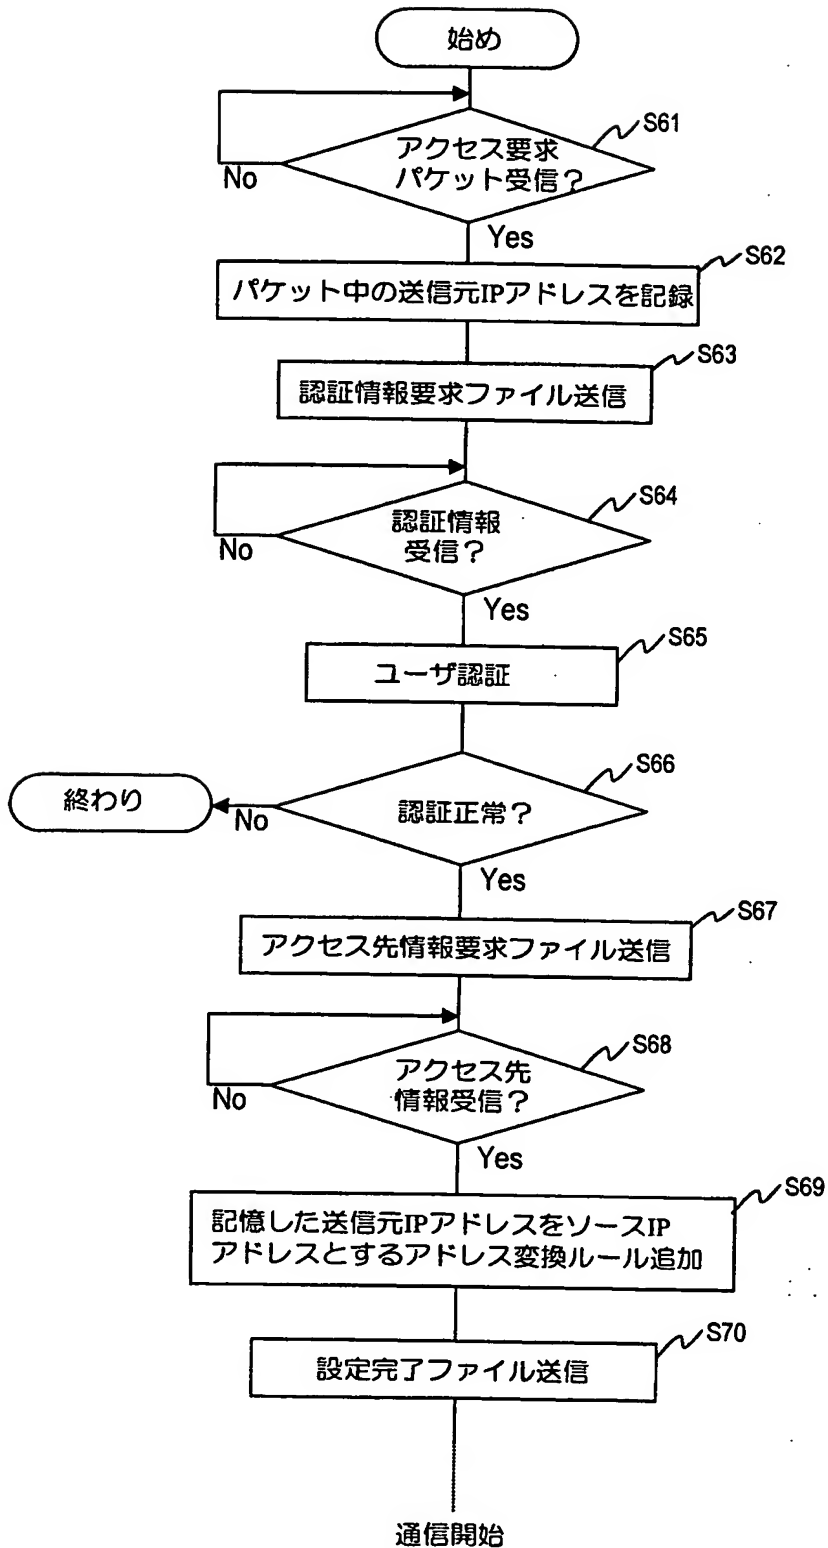 始め
S61
アクセス要求
パケット受信？
No
Yes
S62
パケット中の送信元IPアドレスを記録
S63
認証情報要求ファイル送信
S64
認証情報
受信？
No
Yes
S65
ユーザ認証
S66
認証正常？
終わり
No
Yes
S67
アクセス先情報要求ファイル送信
S68
アクセス先
情報受信？
No
Yes
S69
記憶した送信元IPアドレスをソースIP
アドレスとするアドレス変換ルール追加
S70
設定完了ファイル送信
通信開始